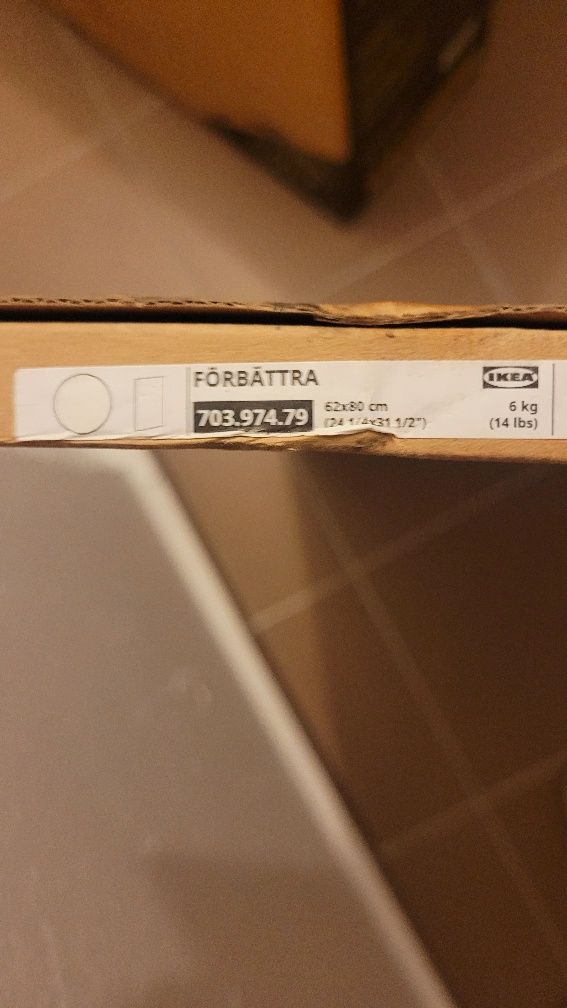 FÖRBÄTTRA
IKEA
703.974.79
62x80 cm
(24 1/4x31 1/2")
6 kg
(14 lbs)